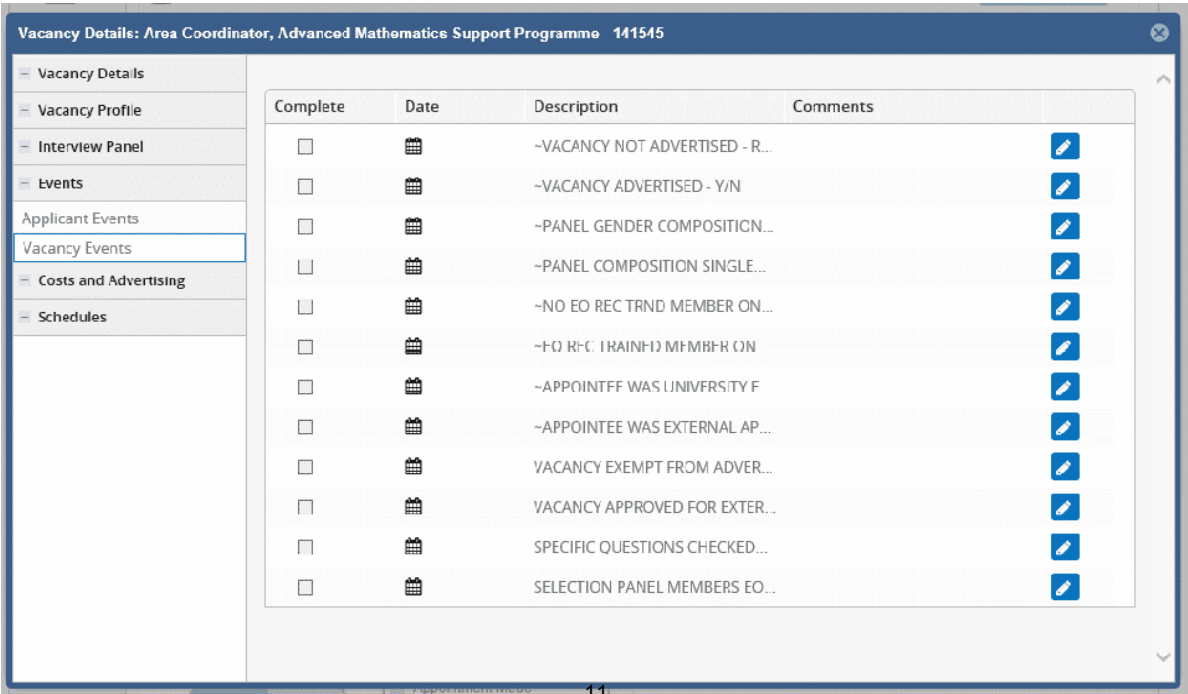 Vacancy Details: Area Coordinator, Advanced Mathematics Support Programme 141545
Vacancy Details
Vacancy Profile
Interview Panel
Events
Applicant Events
Vacancy Events
Costs and Advertising
Schedules
Complete Date Description Comments
~VACANCY NOT ADVERTISED - R...
~VACANCY ADVERTISED - Y/N
~PANEL GENDER COMPOSITION...
~PANEL COMPOSITION SINGLE...
~NO EO REC TRND MEMBER ON...
~EO REC TRAINED MEMBER ON
~APPOINTEE WAS UNIVERSITY E
~APPOINTEE WAS EXTERNAL AP...
VACANCY EXEMPT FROM ADVER...
VACANCY APPROVED FOR EXTER...
SPECIFIC QUESTIONS CHECKED...
SELECTION PANEL MEMBERS EO...
Appointment Mode
11